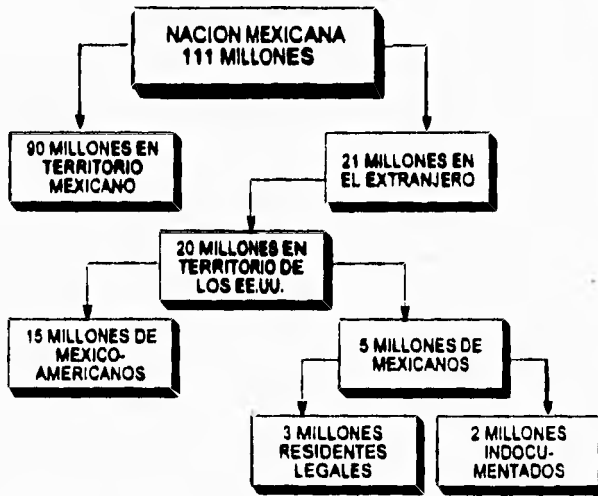 NACION MEXICANA
111 MILLONES
90 MILLONES EN
TERRITORIO
MEXICANO
21 MILLONES EN
EL EXTRANJERO
20 MILLONES EN
TERRITORIO DE
LOS EE.UU.
15 MILLONES DE
MEXICO-
AMERICANOS
5 MILLONES DE
MEXICANOS
3 MILLONES
RESIDENTES
LEGALES
2 MILLONES
INDOCU-
MENTADOS